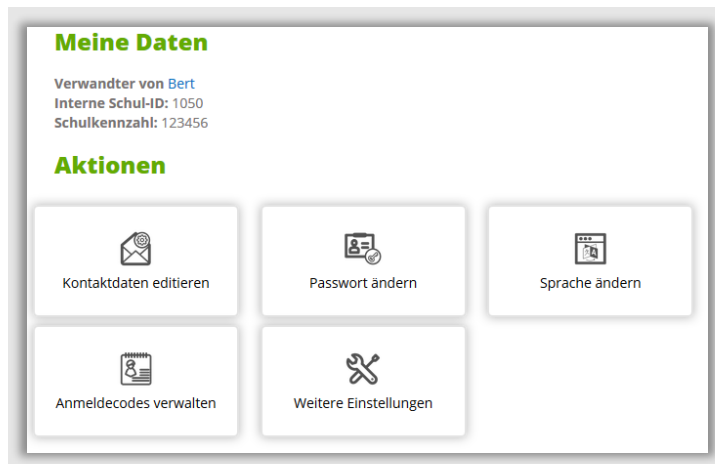 Meine Daten
Verwandter von Bert
Interne Schul-ID: 1050
Schulkennzahl: 123456
Aktionen
Kontaktdaten editieren
Passwort ändern
Sprache ändern
Anmeldecodes verwalten
Weitere Einstellungen